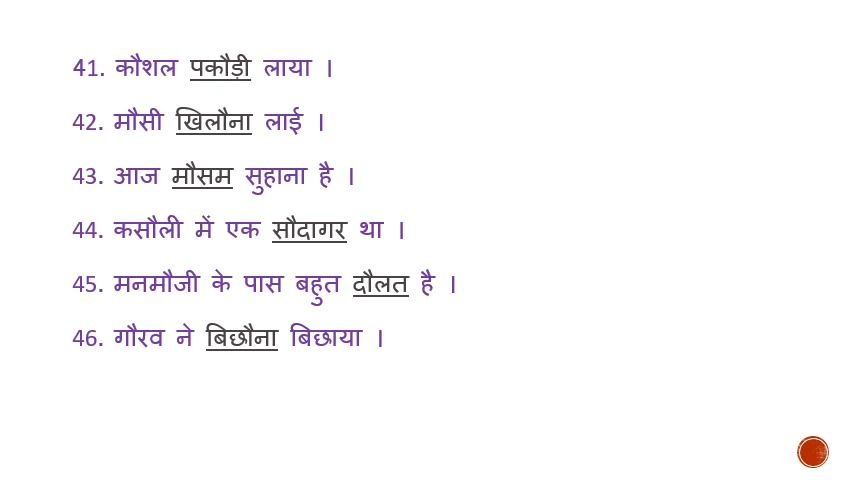 41. कौशल पकौड़ी लाया ।
42. मौसी खिलौना लाई ।
43. आज मौसम सुहाना है ।
44. कसौली में एक सौदागर था ।
45. मनमौजी के पास बहुत दौलत है ।
46. गौरव ने बिछौना बिछाया ।